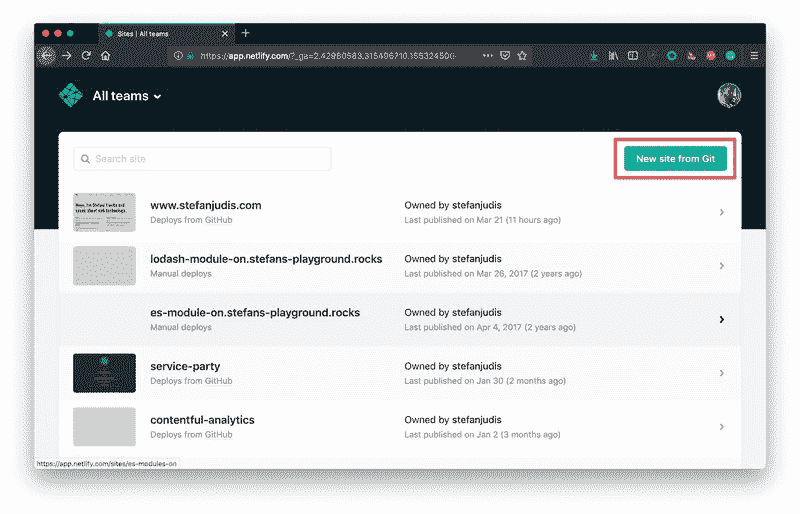 Sites | All teams
https://app.netlify.com/?_ga=2.42960583.
All teams
Search site
New site from Git
www.stefanjudis.com
Owned by stefanjudis
Deploys from GitHub
Last published on Mar 21 (11 hours ago)
lodash-module-on.stefans-playground.rocks
Owned by stefanjudis
Manual deploys
Last published on Mar 26, 2017 (2 years ago)
es-module-on.stefans-playground.rocks
Owned by stefanjudis
Manual deploys
Last published on Apr 4, 2017 (2 years ago)
service-party
Owned by stefanjudis
Deploys from GitHub
Last published on Jan 30 (2 months ago)
contentful-analytics
Owned by stefanjudis
Deploys from GitHub
Last published on Jan 2 (3 months ago)
https://app.netlify.com/sites/es-modules-on